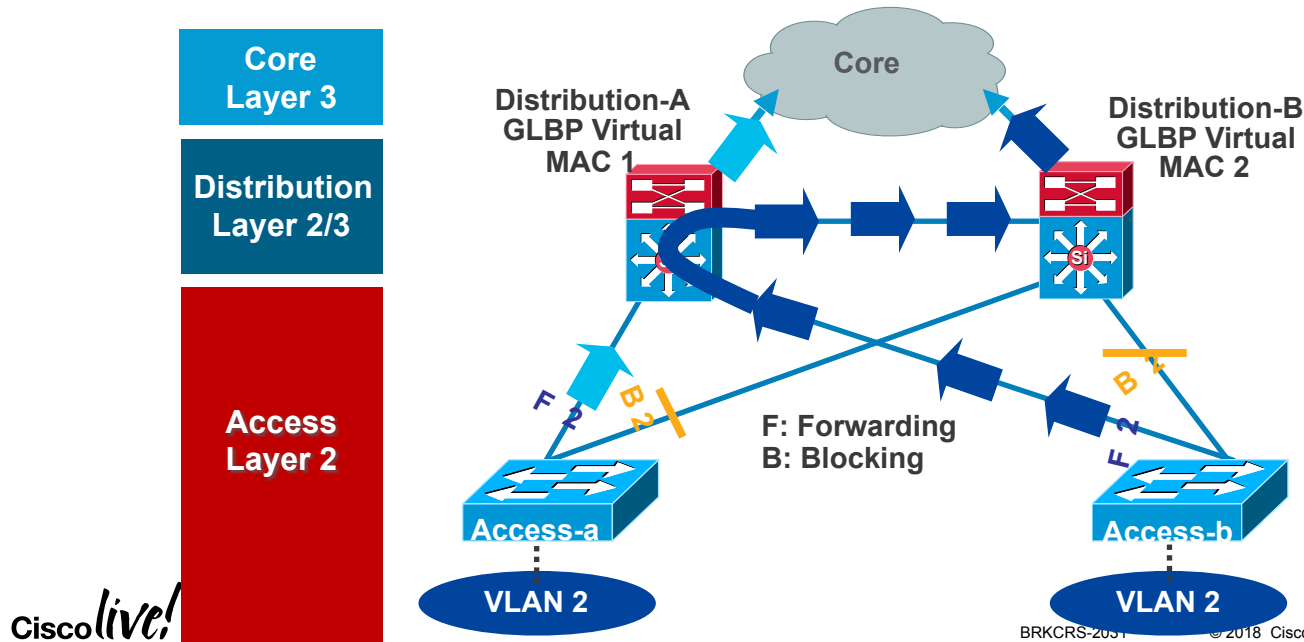 Core
Layer 3
Distribution
Layer 2/3
Access
Layer 2
Core
Distribution-A
GLBP Virtual
MAC 1
Distribution-B
GLBP Virtual
MAC 2
Si
F 2
B 2
B 2
F 2
F: Forwarding
B: Blocking
Access-a
Access-b
VLAN 2
VLAN 2
Cisco live!
BRKCRS-2031
© 2018 Cisco